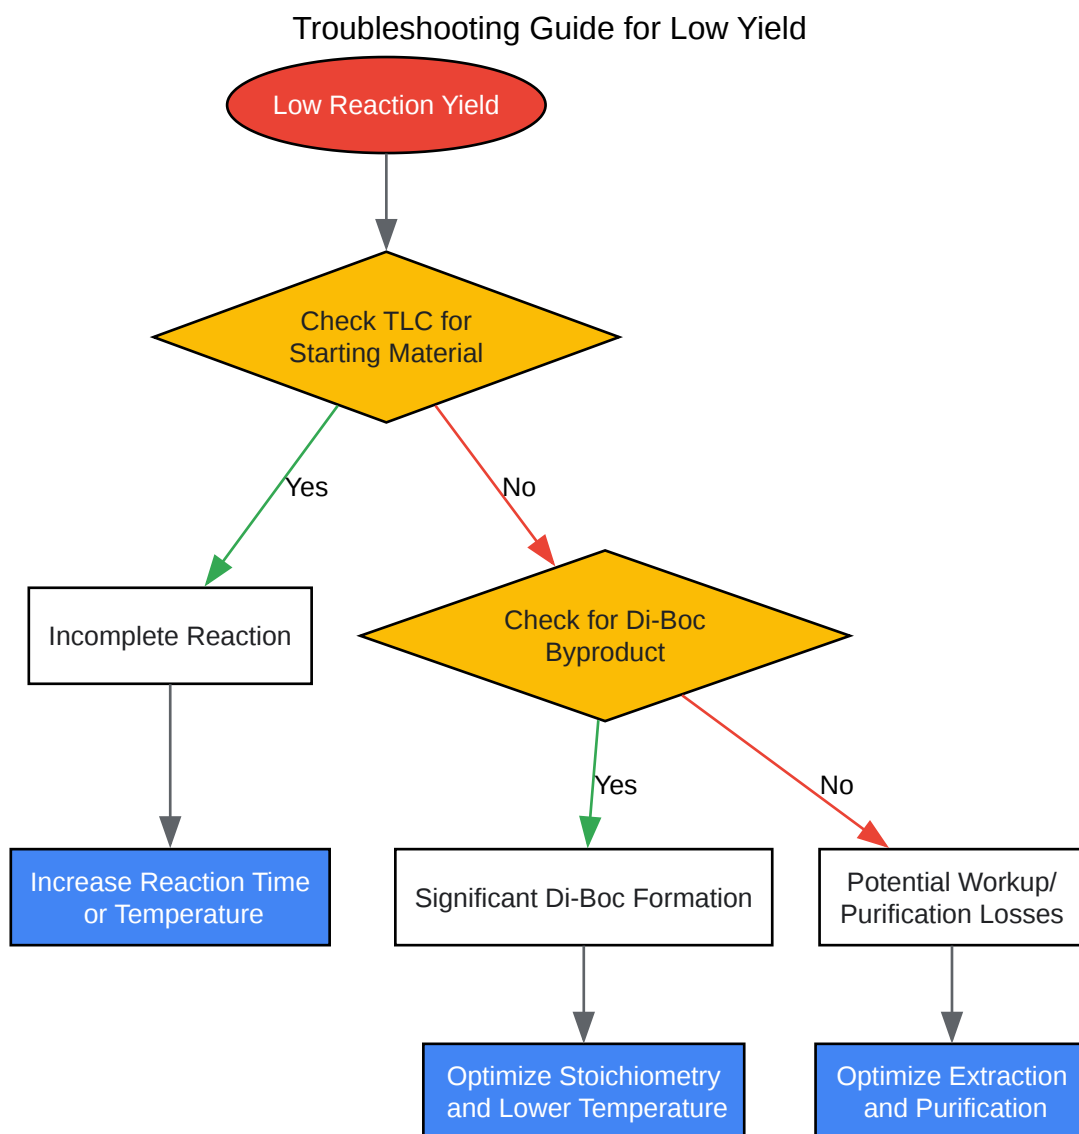 Troubleshooting Guide for Low Yield
Low Reaction Yield
Check TLC for
Starting Material
Yes
No
Incomplete Reaction
Check for Di-Boc
Byproduct
Yes
No
Increase Reaction Time
or Temperature
Significant Di-Boc Formation
Potential Workup/
Purification Losses
Optimize Stoichiometry
and Lower Temperature
Optimize Extraction
and Purification